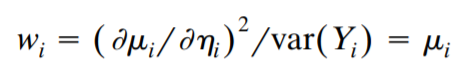 wᵢ = (∂μᵢ/∂ηᵢ)²/var(Yᵢ) = μᵢ